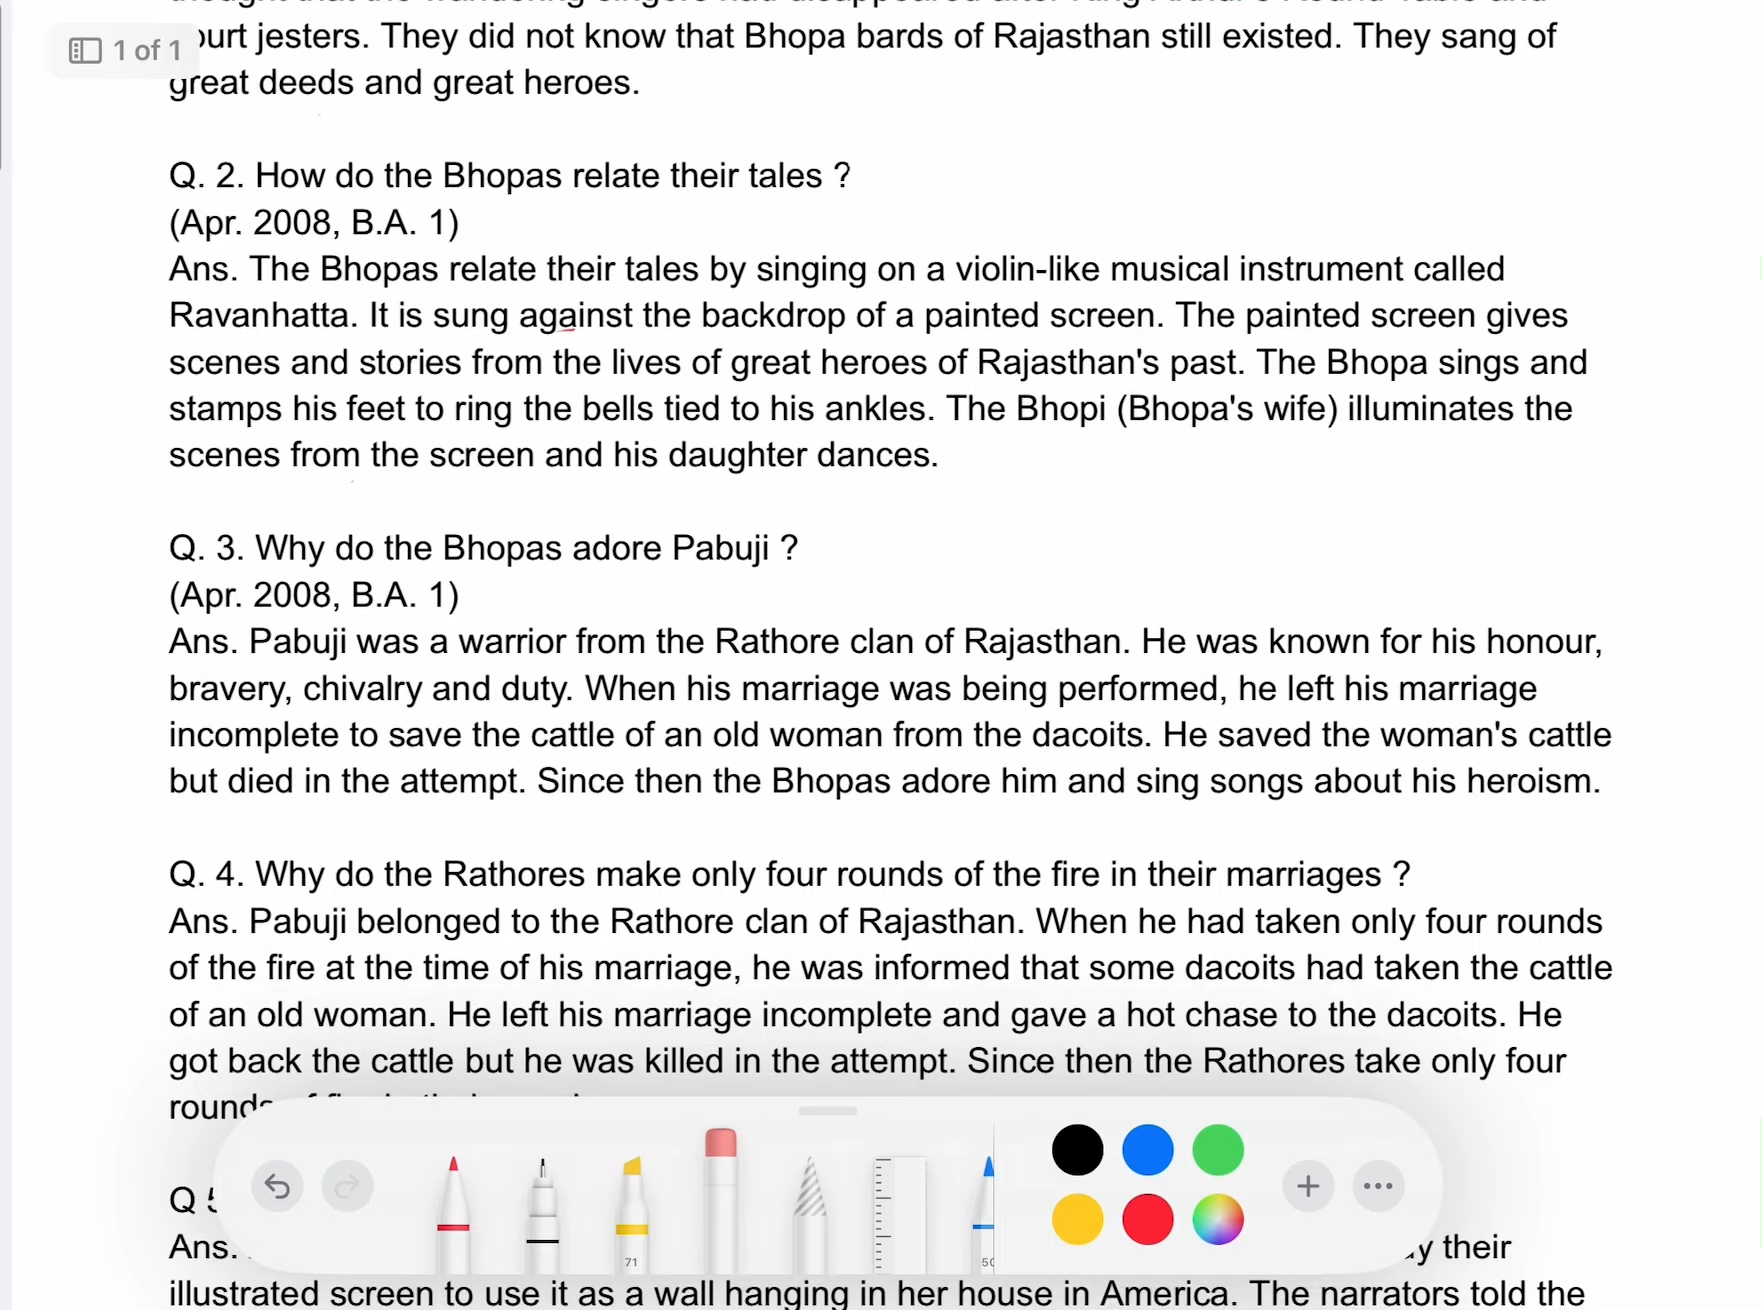 1 of 1
ourt jesters. They did not know that Bhopa bards of Rajasthan still existed. They sang of
great deeds and great heroes.
Q. 2. How do the Bhopas relate their tales ?
(Apr. 2008, B.A. 1)
Ans. The Bhopas relate their tales by singing on a violin-like musical instrument called
Ravanhatta. It is sung against the backdrop of a painted screen. The painted screen gives
scenes and stories from the lives of great heroes of Rajasthan's past. The Bhopa sings and
stamps his feet to ring the bells tied to his ankles. The Bhopi (Bhopa's wife) illuminates the
scenes from the screen and his daughter dances.
Q. 3. Why do the Bhopas adore Pabuji ?
(Apr. 2008, B.A. 1)
Ans. Pabuji was a warrior from the Rathore clan of Rajasthan. He was known for his honour,
bravery, chivalry and duty. When his marriage was being performed, he left his marriage
incomplete to save the cattle of an old woman from the dacoits. He saved the woman's cattle
but died in the attempt. Since then the Bhopas adore him and sing songs about his heroism.
Q. 4. Why do the Rathores make only four rounds of the fire in their marriages ?
Ans. Pabuji belonged to the Rathore clan of Rajasthan. When he had taken only four rounds
of the fire at the time of his marriage, he was informed that some dacoits had taken the cattle
of an old woman. He left his marriage incomplete and gave a hot chase to the dacoits. He
got back the cattle but he was killed in the attempt. Since then the Rathores take only four
rounds
Q 5
Ans. their
71
50
illustrated screen to use it as a wall hanging in her house in America. The narrators told the